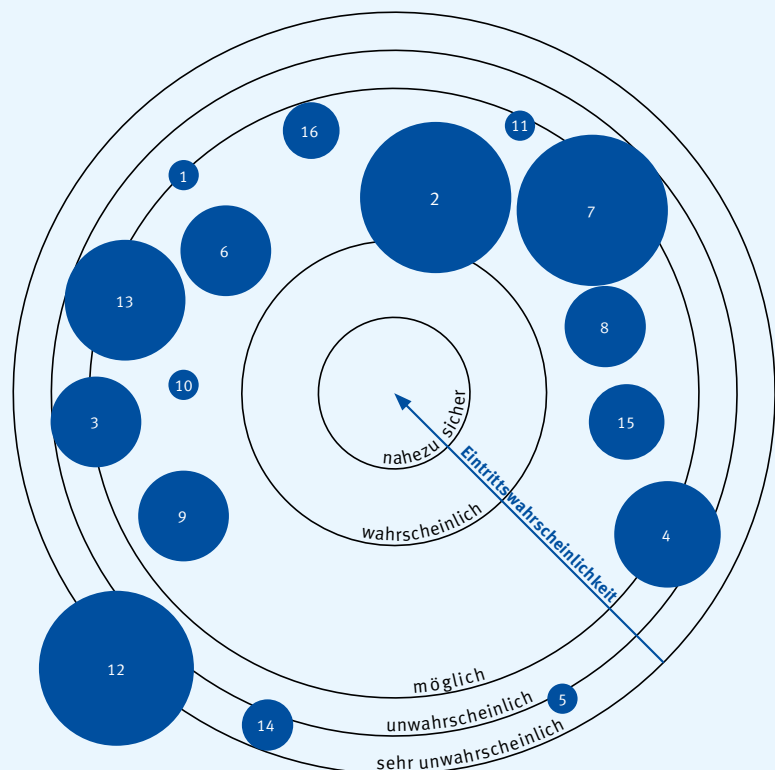 16
11
1
2
7
6
13
8
10
3
15
9
4
12
5
14
nahezu sicher
wahrscheinlich
möglich
unwahrscheinlich
sehr unwahrscheinlich
Eintrittswahrscheinlichkeit